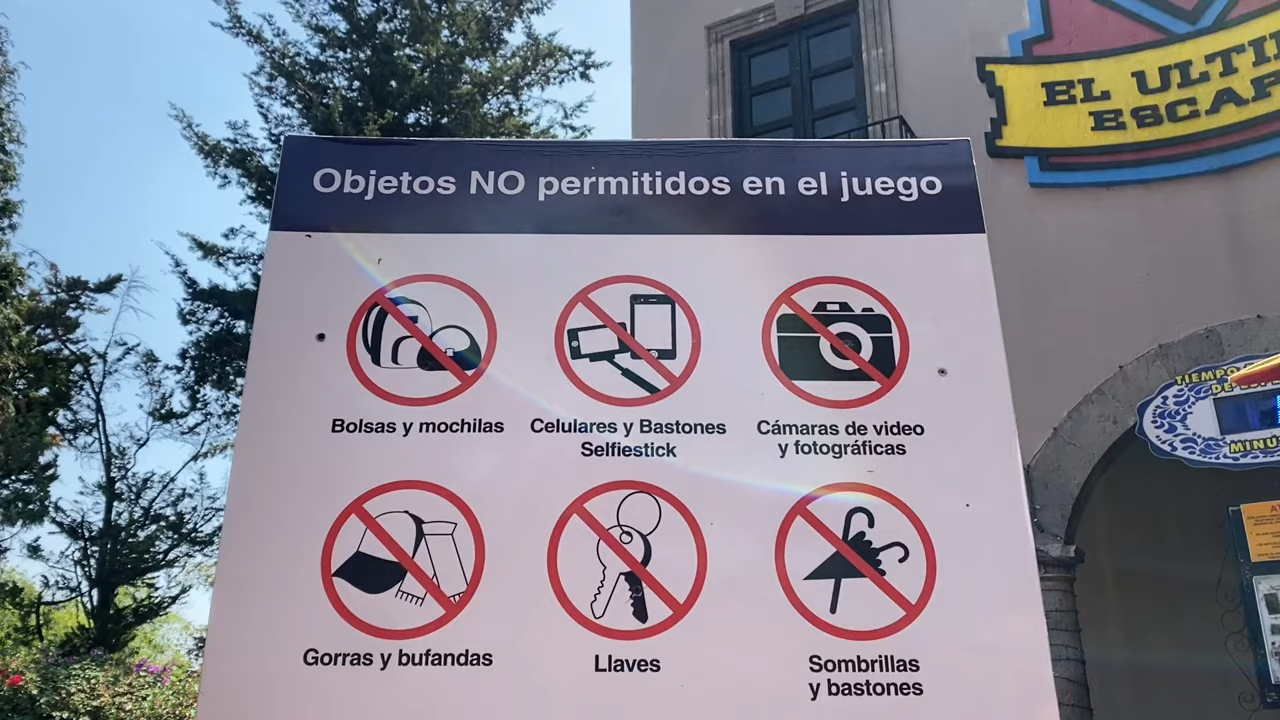 EL ULTI
ESCAP
Objetos NO permitidos en el juego
Bolsas y mochilas
Celulares y Bastones
Selfiestick
Cámaras de video
y fotográficas
TIEMPO
DE
MINU
Gorras y bufandas
Llaves
Sombrillas
y bastones